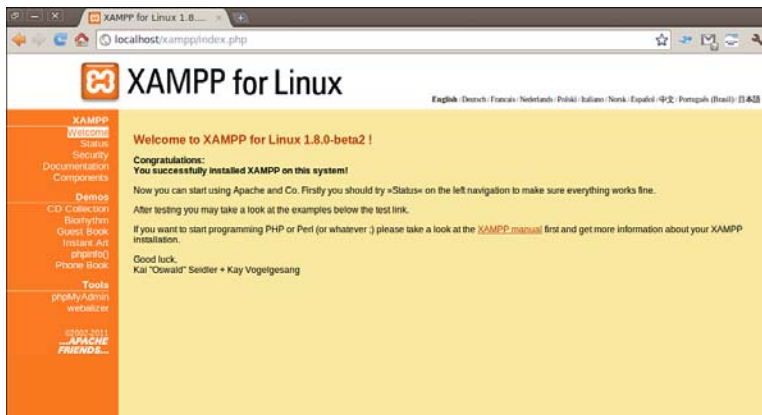 XAMPP for Linux 1.8....
localhost/xampp/index.php
XAMPP for Linux
English / Deutsch / Francais / Nederlands / Polski / Italiano / Norsk / Español / 中文 / Português (Brasil) / 日本語
XAMPP
Welcome
Status
Security
Documentation
Components
Demos
CD Collection
Biorhythm
Guest Book
Instant Art
phpinfo()
Phone Book
Tools
phpMyAdmin
webalizer
©2002-2011
...APACHE
FRIENDS...
Welcome to XAMPP for Linux 1.8.0-beta2 !
Congratulations:
You successfully installed XAMPP on this system!
Now you can start using Apache and Co. Firstly you should try »Status« on the left navigation to make sure everything works fine.
After testing you may take a look at the examples below the test link.
If you want to start programming PHP or Perl (or whatever ;) please take a look at the XAMPP manual first and get more information about your XAMPP
installation.
Good luck,
Kai "Oswald" Seidler + Kay Vogelgesang